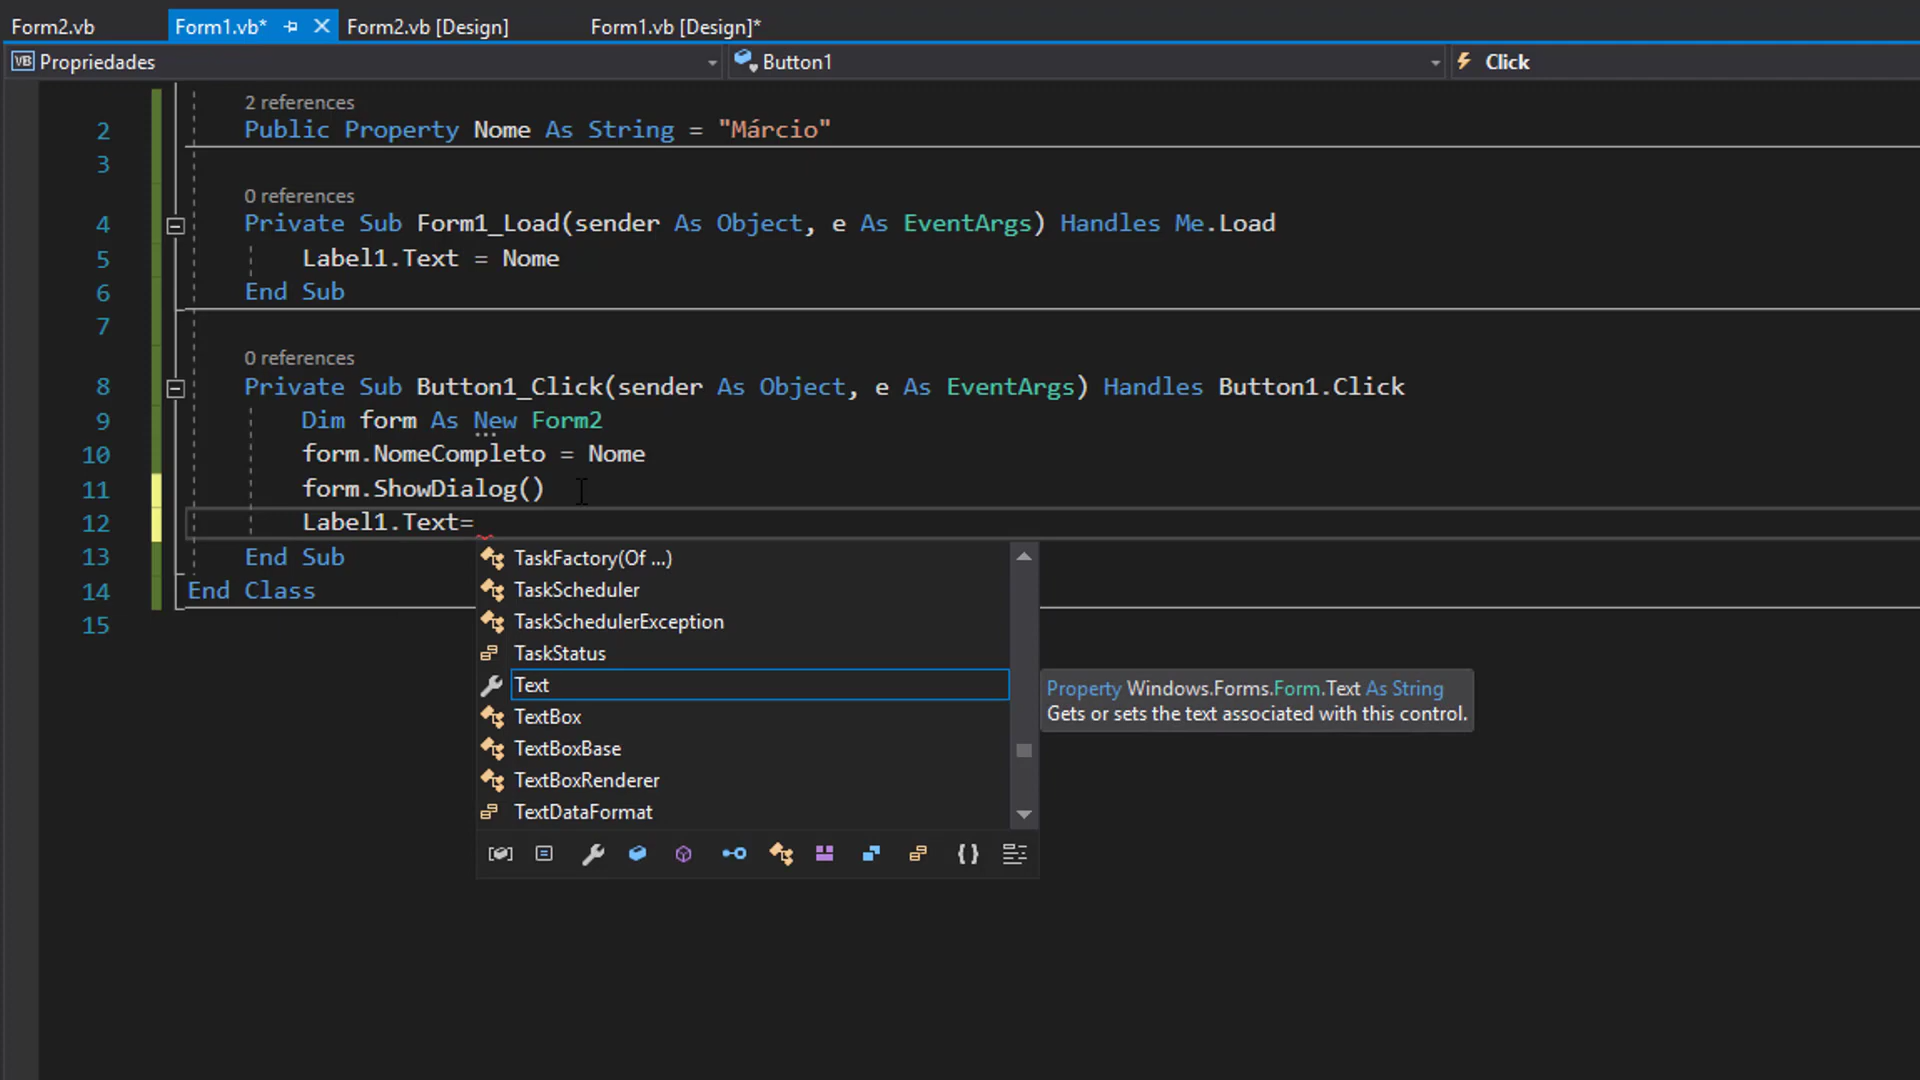 Form2.vb
Form1.vb*
Form2.vb [Design]
Form1.vb [Design]*
VB Propriedades
Button1
Click
2 references
2 Public Property Nome As String = "Márcio"
3
0 references
4 Private Sub Form1_Load(sender As Object, e As EventArgs) Handles Me.Load
5 Label1.Text = Nome
6 End Sub
7
0 references
8 Private Sub Button1_Click(sender As Object, e As EventArgs) Handles Button1.Click
9 Dim form As New Form2
10 form.NomeCompleto = Nome
11 form.ShowDialog()
12 Label1.Text=
13 End Sub
14 End Class
15
TaskFactory(Of ...)
TaskScheduler
TaskSchedulerException
TaskStatus
Text
TextBox
TextBoxBase
TextBoxRenderer
TextDataFormat
Property Windows.Forms.Form.Text As String
Gets or sets the text associated with this control.